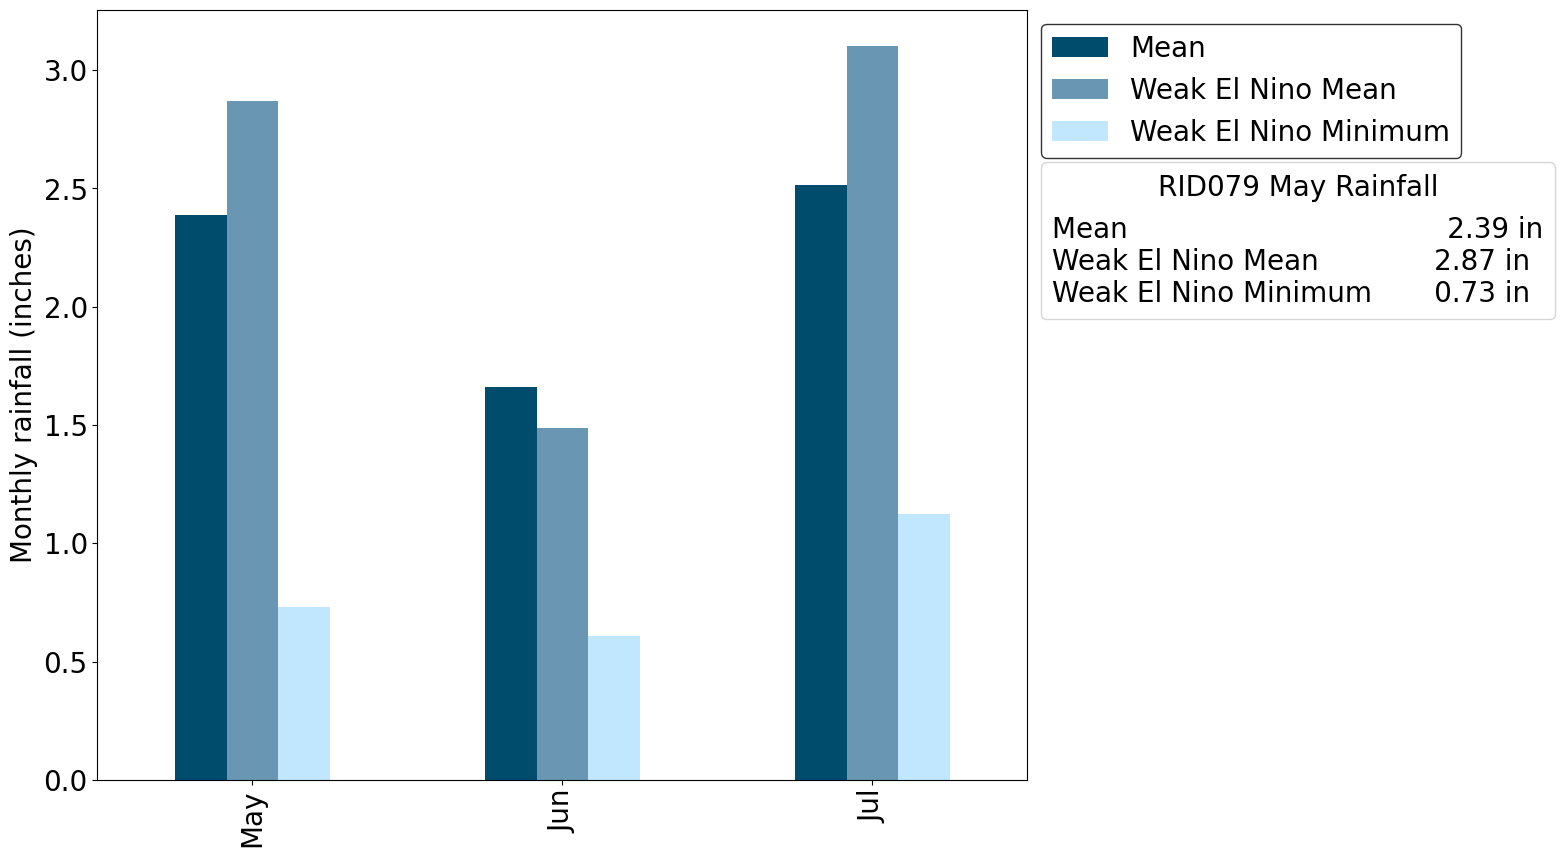 Monthly rainfall (inches)
3.0
2.5
2.0
1.5
1.0
0.5
0.0
May
Jun
Jul
Mean
Weak El Nino Mean
Weak El Nino Minimum
RID079 May Rainfall
Mean 2.39 in
Weak El Nino Mean 2.87 in
Weak El Nino Minimum 0.73 in